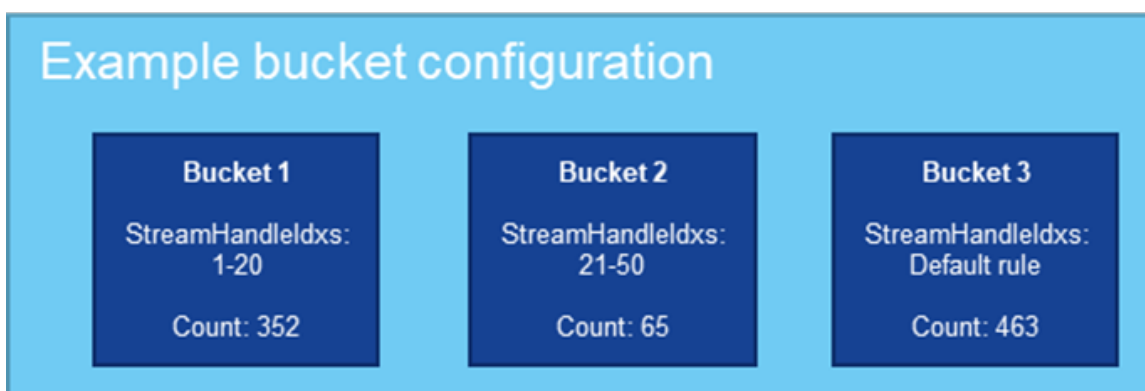 Example bucket configuration
Bucket 1
StreamHandleIdxs:
1-20
Count: 352
Bucket 2
StreamHandleIdxs:
21-50
Count: 65
Bucket 3
StreamHandleIdxs:
Default rule
Count: 463